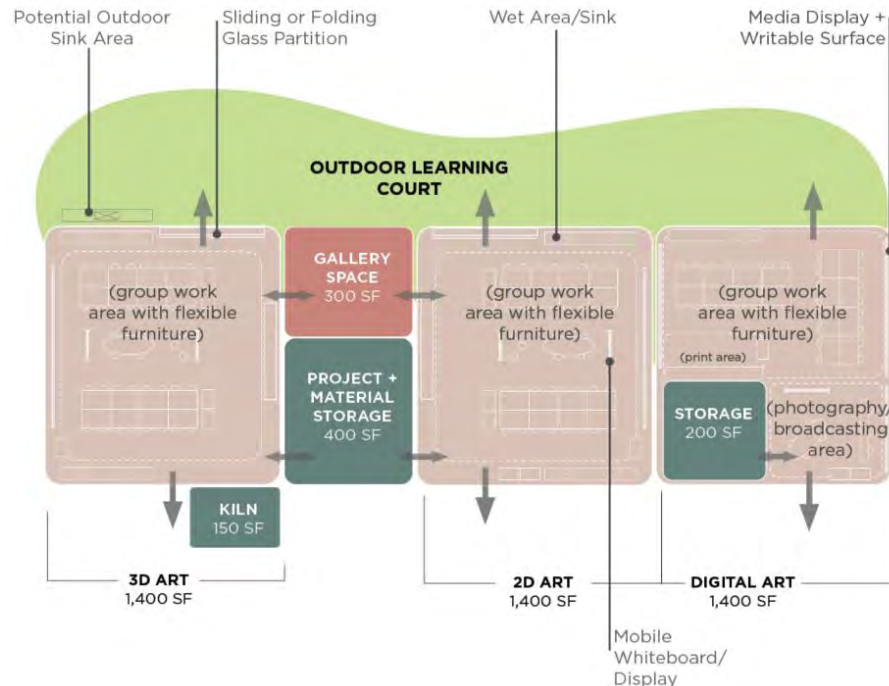 Potential Outdoor
Sink Area
Sliding or Folding
Glass Partition
Wet Area/Sink
Media Display +
Writable Surface
OUTDOOR LEARNING
COURT
(group work
area with flexible
furniture)
GALLERY
SPACE
300 SF
(group work
area with flexible
furniture)
(group work
area with flexible
furniture)
(print area)
PROJECT +
MATERIAL
STORAGE
400 SF
STORAGE
200 SF
(photography/
broadcasting
area)
KILN
150 SF
3D ART
1,400 SF
2D ART
1,400 SF
DIGITAL ART
1,400 SF
Mobile
Whiteboard/
Display